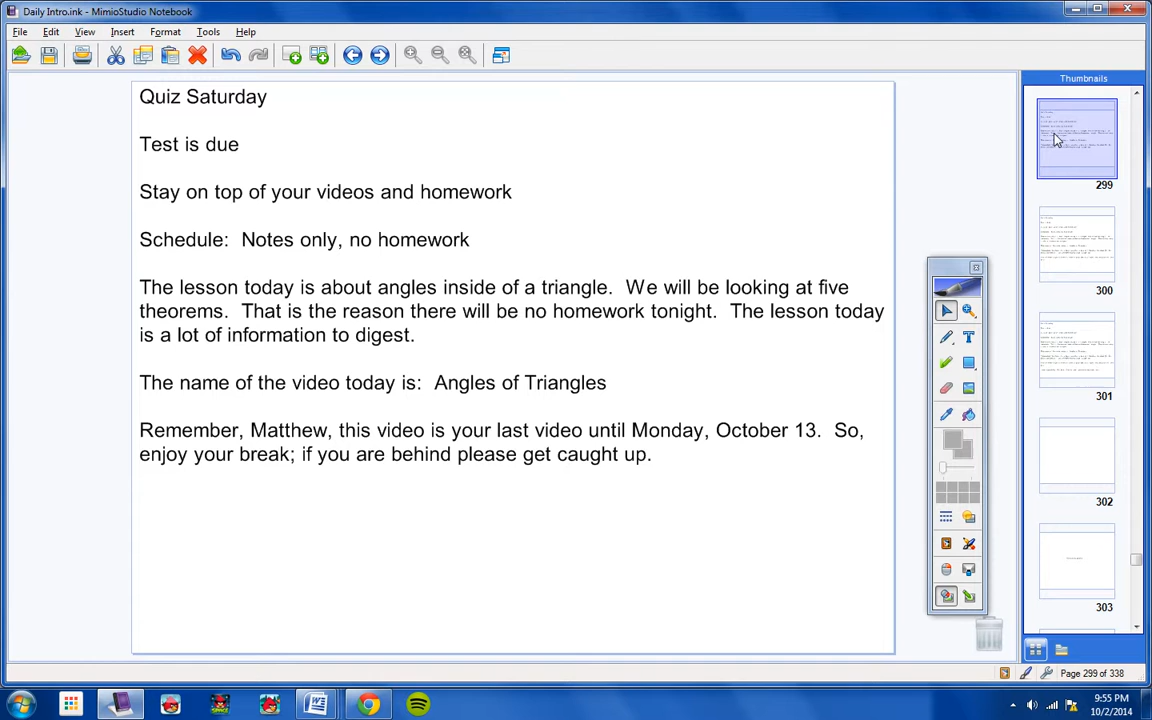 Daily Intro.ink - MimioStudio Notebook
File Edit View Insert Format Tools Help
Quiz Saturday
Test is due
Stay on top of your videos and homework
Schedule:  Notes only, no homework
The lesson today is about angles inside of a triangle.  We will be looking at five
theorems.  That is the reason there will be no homework tonight.  The lesson today
is a lot of information to digest.
The name of the video today is:  Angles of Triangles
Remember, Matthew, this video is your last video until Monday, October 13.  So,
enjoy your break; if you are behind please get caught up.
Thumbnails
299
300
301
302
303
Page 299 of 338
9:55 PM
10/2/2014